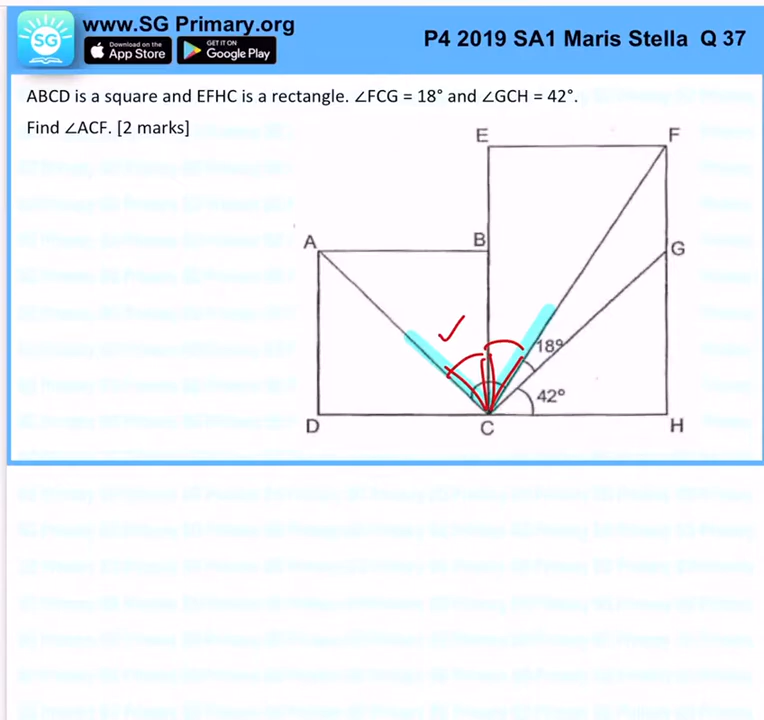 www.SG Primary.org
SG
Download on the
App Store
GET IT ON
Google Play
P4 2019 SA1 Maris Stella Q 37
ABCD is a square and EFHC is a rectangle. ∠FCG = 18° and ∠GCH = 42°.
Find ∠ACF. [2 marks]
E
F
A
B
G
18°
42°
D
C
H